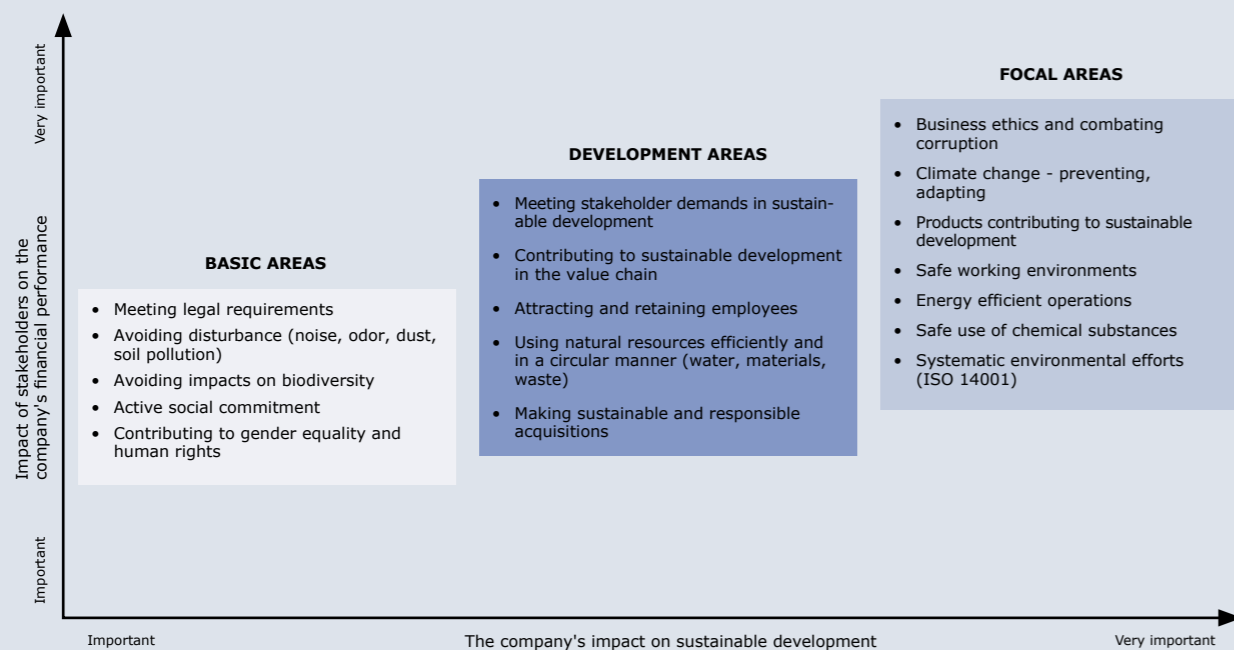 Very important
Impact of stakeholders on the
company's financial performance
Important
BASIC AREAS
• Meeting legal requirements
• Avoiding disturbance (noise, odor, dust,
soil pollution)
• Avoiding impacts on biodiversity
• Active social commitment
• Contributing to gender equality and
human rights
DEVELOPMENT AREAS
• Meeting stakeholder demands in sustain-
able development
• Contributing to sustainable development
in the value chain
• Attracting and retaining employees
• Using natural resources efficiently and
in a circular manner (water, materials,
waste)
• Making sustainable and responsible
acquisitions
FOCAL AREAS
• Business ethics and combating
corruption
• Climate change - preventing,
adapting
• Products contributing to sustainable
development
• Safe working environments
• Energy efficient operations
• Safe use of chemical substances
• Systematic environmental efforts
(ISO 14001)
Important
The company's impact on sustainable development
Very important